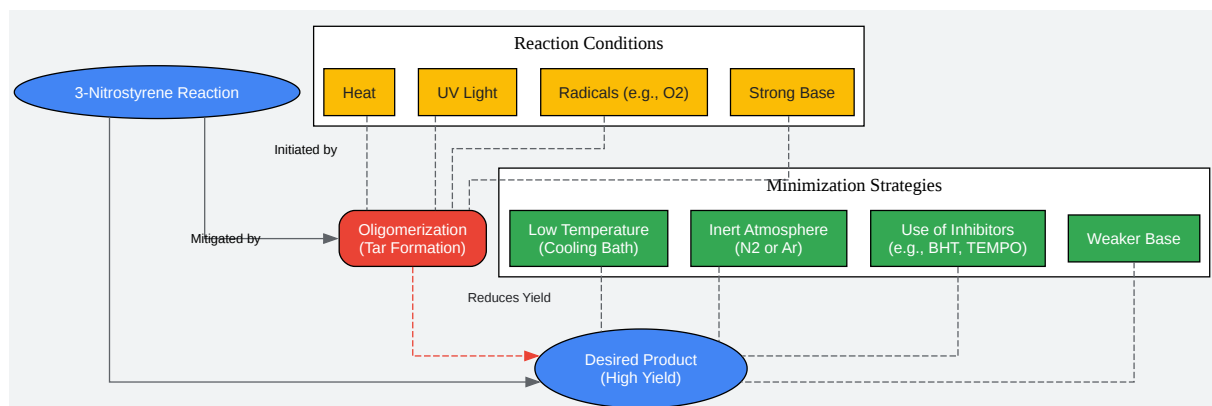 Reaction Conditions
3-Nitrostyrene Reaction
Heat
UV Light
Radicals (e.g., O2)
Strong Base
Initiated by
Minimization Strategies
Mitigated by
Oligomerization
(Tar Formation)
Low Temperature
(Cooling Bath)
Inert Atmosphere
(N2 or Ar)
Use of Inhibitors
(e.g., BHT, TEMPO)
Weaker Base
Reduces Yield
Desired Product
(High Yield)